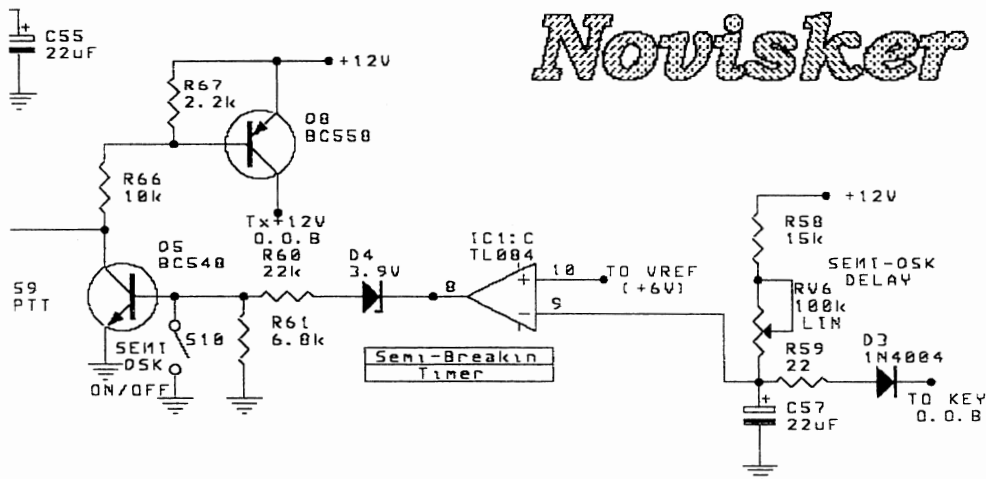 Novisker
C55
22uF
+12V
R67
2.2k
Q8
BC558
R66
10k
Tx+12V
O.O.B
Q5
BC548
S9
PTT
R60
22k
D4
3.9V
IC1:C
TL084
8
10
9
+
-
TO VREF
(+6V)
+12V
R58
15k
SEMI-QSK
DELAY
RV6
100k
LIN
R59
22
D3
1N4004
TO KEY
O.O.B
C57
22uF
+
R61
6.8k
S10
SEMI
QSK
ON/OFF
Semi-Breakin
Timer
+